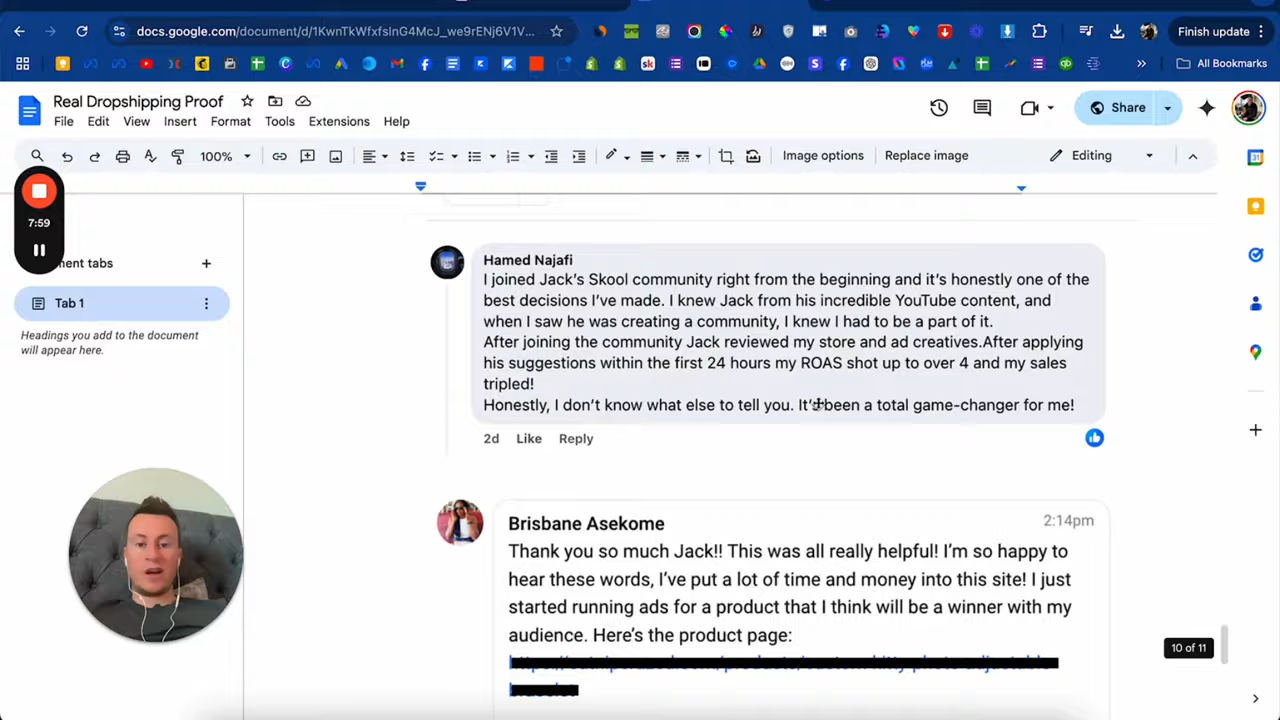 docs.google.com/document/d/1KwnTkWfxfsInG4McJ_we9rENj6V1V...
Finish update
All Bookmarks
Real Dropshipping Proof
File Edit View Insert Format Tools Extensions Help
Share
100%
Image options
Replace image
Editing
7:59
ent tabs
Tab 1
Headings you add to the document
will appear here.
Hamed Najafi
I joined Jack's Skool community right from the beginning and it's honestly one of the
best decisions I've made. I knew Jack from his incredible YouTube content, and
when I saw he was creating a community, I knew I had to be a part of it.
After joining the community Jack reviewed my store and ad creatives.After applying
his suggestions within the first 24 hours my ROAS shot up to over 4 and my sales
tripled!
Honestly, I don't know what else to tell you. It's been a total game-changer for me!
2d Like Reply
Brisbane Asekome
2:14pm
Thank you so much Jack!! This was all really helpful! I'm so happy to
hear these words, I've put a lot of time and money into this site! I just
started running ads for a product that I think will be a winner with my
audience. Here's the product page:
10 of 11